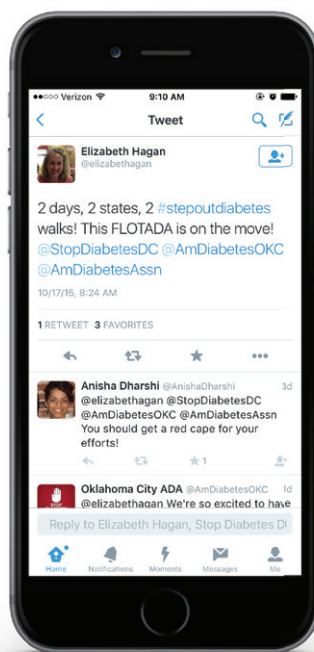 Verizon 9:10 AM
Tweet
Elizabeth Hagan
@elizabethagan
2 days, 2 states, 2 #stepoutdiabetes
walks! This FLOTADA is on the move!
@StopDiabetesDC @AmDiabetesOKC
@AmDiabetesAssn
10/17/15, 8:24 AM
1 RETWEET 3 FAVORITES
Anisha Dharshi @AnishaDharshi 3d
@elizabethagan @StopDiabetesDC
@AmDiabetesOKC @AmDiabetesAssn
You should get a red cape for your
efforts!
1
Oklahoma City ADA @AmDiabetesOKC 1d
@elizabethagan We're so excited to have
Reply to Elizabeth Hagan, Stop Diabetes D
Home Notifications Moments Messages Me